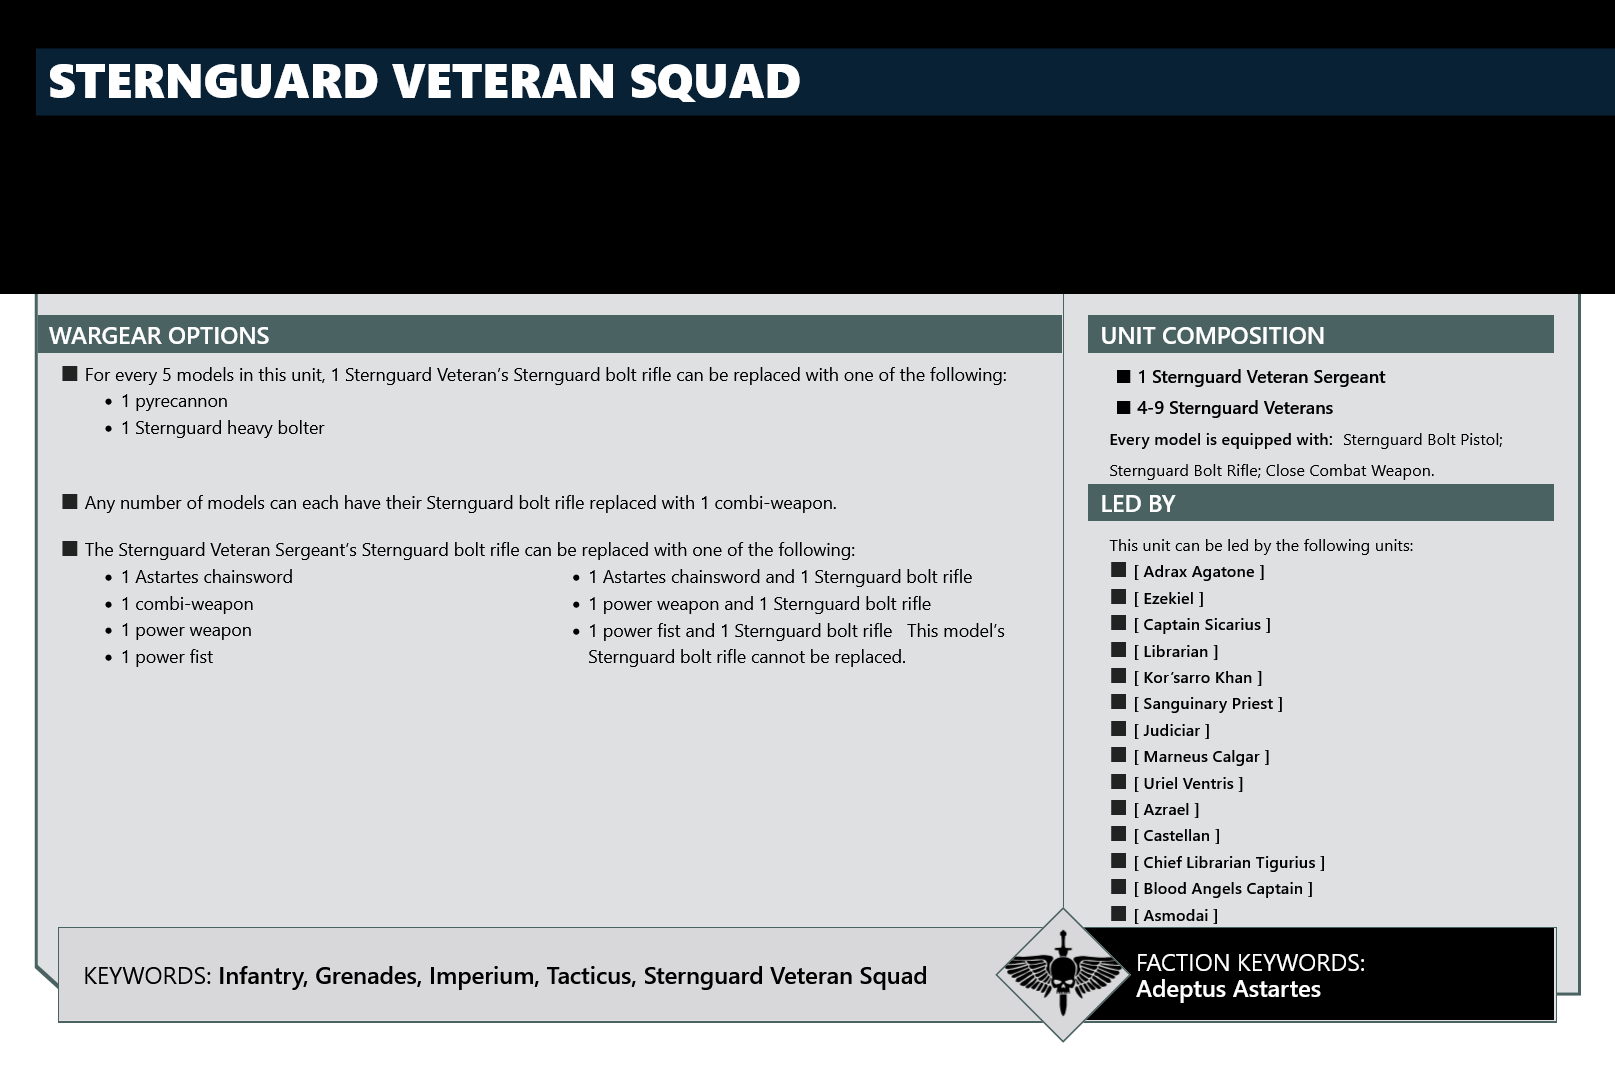 STERNGUARD VETERAN SQUAD
WARGEAR OPTIONS
For every 5 models in this unit, 1 Sternguard Veteran’s Sternguard bolt rifle can be replaced with one of the following:
• 1 pyrecannon
• 1 Sternguard heavy bolter
Any number of models can each have their Sternguard bolt rifle replaced with 1 combi-weapon.
The Sternguard Veteran Sergeant’s Sternguard bolt rifle can be replaced with one of the following:
• 1 Astartes chainsword
• 1 combi-weapon
• 1 power weapon
• 1 power fist
• 1 Astartes chainsword and 1 Sternguard bolt rifle
• 1 power weapon and 1 Sternguard bolt rifle
• 1 power fist and 1 Sternguard bolt rifle This model’s
Sternguard bolt rifle cannot be replaced.
UNIT COMPOSITION
1 Sternguard Veteran Sergeant
4-9 Sternguard Veterans
Every model is equipped with: Sternguard Bolt Pistol;
Sternguard Bolt Rifle; Close Combat Weapon.
LED BY
This unit can be led by the following units:
[ Adrax Agatone ]
[ Ezekiel ]
[ Captain Sicarius ]
[ Librarian ]
[ Kor’sarro Khan ]
[ Sanguinary Priest ]
[ Judiciar ]
[ Marneus Calgar ]
[ Uriel Ventris ]
[ Azrael ]
[ Castellan ]
[ Chief Librarian Tigurius ]
[ Blood Angels Captain ]
[ Asmodai ]
KEYWORDS: Infantry, Grenades, Imperium, Tacticus, Sternguard Veteran Squad
FACTION KEYWORDS:
Adeptus Astartes